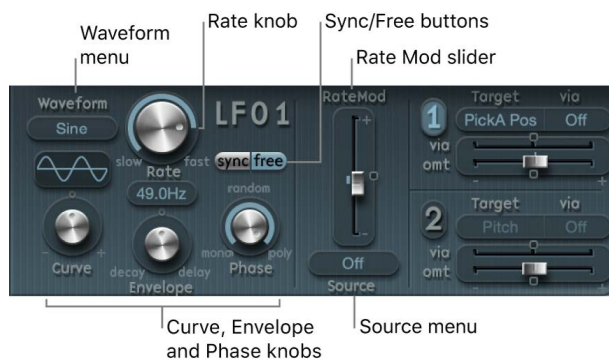 Waveform
menu
Rate knob
Sync/Free buttons
Rate Mod slider
Waveform
Sine
LFO1
RateMod
+
-
slow
fast
Rate
49.0Hz
sync free
random
mono
poly
Phase
- +
Curve
decay
delay
Envelope
Off
Source
1
Target via
PickA Pos Off
via
amt
- +
2
Target via
Pitch Off
via
amt
- +
Curve, Envelope
and Phase knobs
Source menu